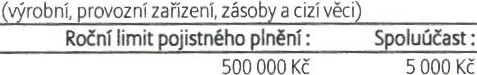 (výrobní, provozní zařízení, zásoby a cizí věci)
Roční limit pojistného plnění : Spoluúčast :
500 000 Kč 5 000 Kč